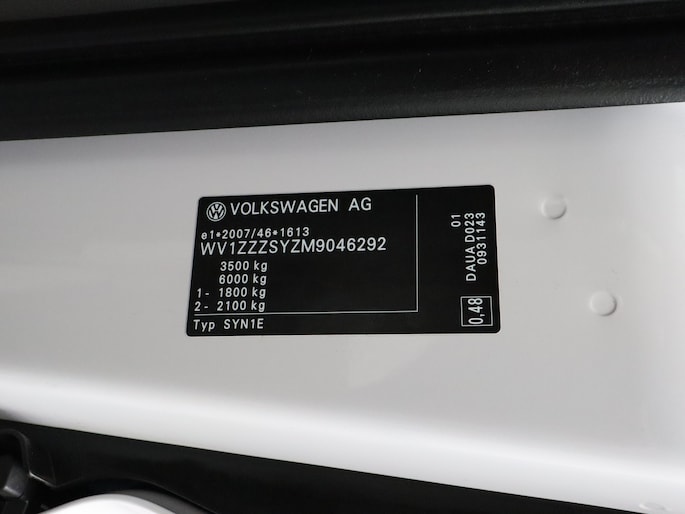 VOLKSWAGEN AG
e1*2007/46*1613
WV1ZZZSYZM9046292
3500 kg
6000 kg
1- 1800 kg
2- 2100 kg
Typ SYN1E
01
DAUA D023
0931143
0,48